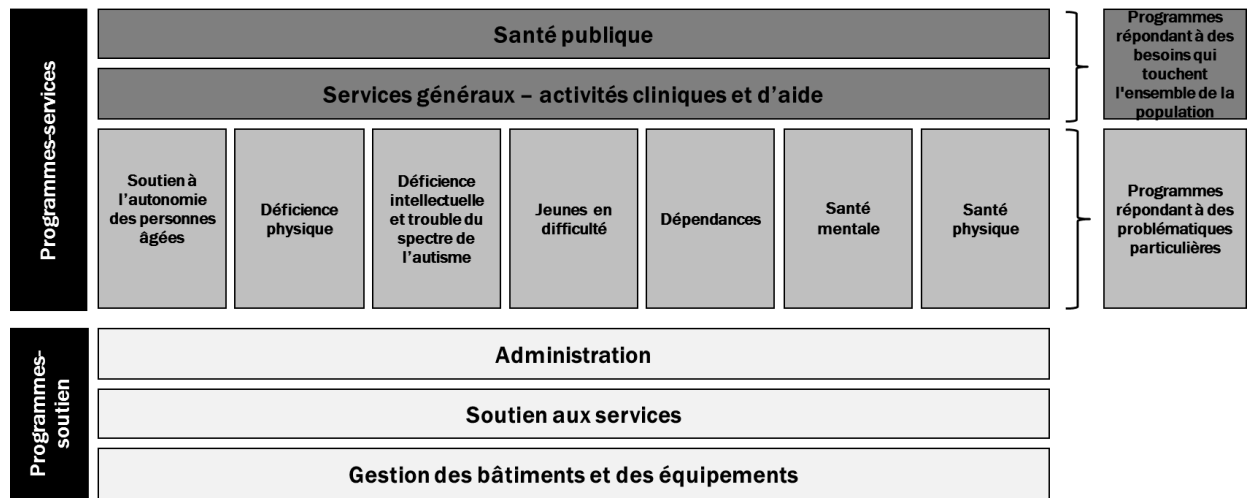 Programmes-services
Santé publique
Services généraux – activités cliniques et d'aide
Programmes
répondant à des
besoins qui
touchent
l'ensemble de la
population
Soutien à
l'autonomie
des personnes
âgées
Déficience
physique
Déficience
intellectuelle
et trouble du
spectre de
l'autisme
Jeunes en
difficulté
Dépendances
Santé
mentale
Santé
physique
Programmes
répondant à des
problématiques
particulières
Programmes-
soutien
Administration
Soutien aux services
Gestion des bâtiments et des équipements